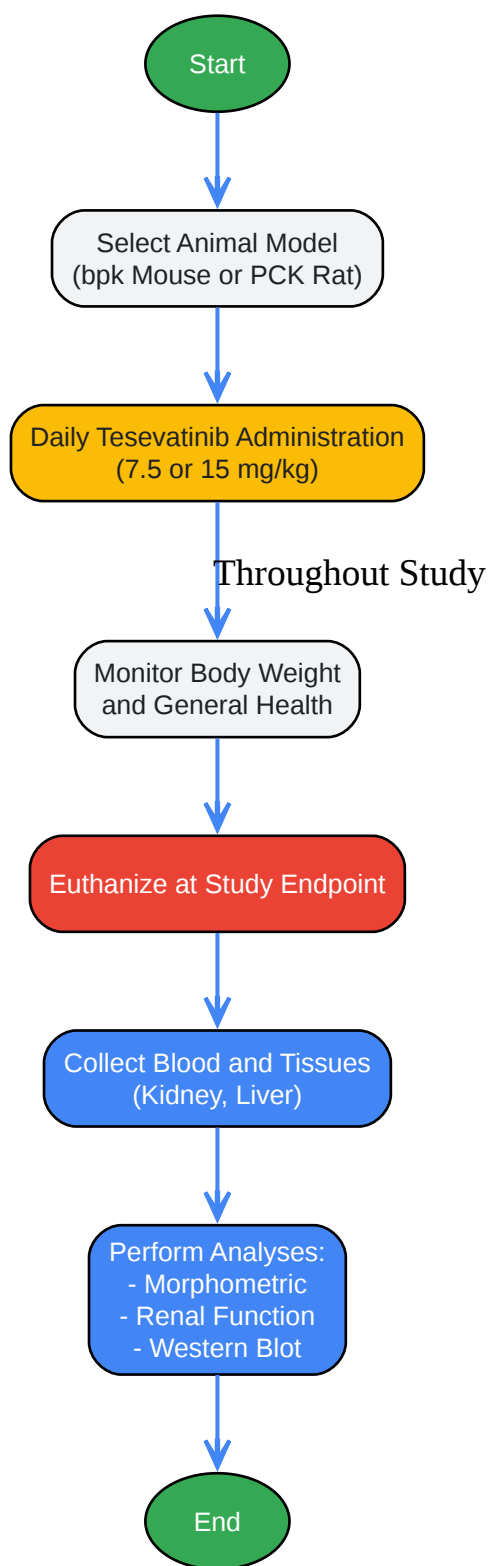 Start
Select Animal Model
(bpk Mouse or PCK Rat)
Daily Tesevatinib Administration
(7.5 or 15 mg/kg)
Throughout Study
Monitor Body Weight
and General Health
Euthanize at Study Endpoint
Collect Blood and Tissues
(Kidney, Liver)
Perform Analyses:
- Morphometric
- Renal Function
- Western Blot
End